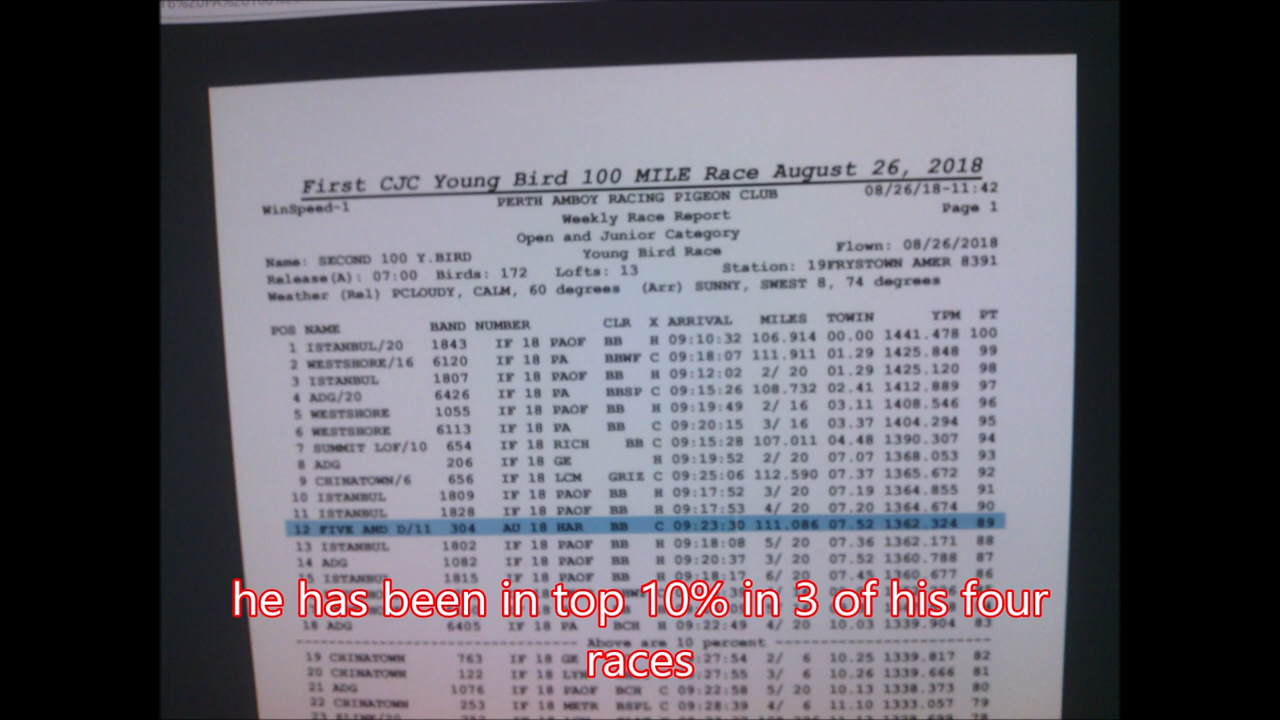 First CJC Young Bird 100 MILE Race August 26, 2018
WinSpeed-1 PERTH AMBOY RACING PIGEON CLUB 08/26/18-11:42
Weekly Race Report Page 1
Open and Junior Category
Name: SECOND 100 Y.BIRD Young Bird Race Flown: 08/26/2018
Release(A): 07:00 Birds: 172 Lofts: 13 Station: 19FRYSTOWN AMER 8391
Weather (Rel) PCLOUDY, CALM, 60 degrees (Arr) SUNNY, SWEST 8, 74 degrees
POS NAME BAND NUMBER CLR X ARRIVAL MILES TOWIN YPM PT
1 ISTANBUL/20 1843 IF 18 PAOF BB H 09:10:32 106.914 00.00 1441.478 100
2 WESTSHORE/16 6120 IF 18 PA BBWF C 09:18:07 111.911 01.29 1425.848 99
3 ISTANBUL 1807 IF 18 PAOF BB H 09:12:02 2/ 20 01.29 1425.120 98
4 ADG/20 6426 IF 18 PA BBSP C 09:15:26 108.732 02.41 1412.889 97
5 WESTSHORE 1055 IF 18 PAOF BB H 09:19:49 2/ 16 03.11 1408.546 96
6 WESTSHORE 6113 IF 18 PA BB C 09:20:15 3/ 16 03.37 1404.294 95
7 SUMMIT LOF/10 654 IF 18 RICH BB C 09:15:28 107.011 04.48 1390.307 94
8 ADG 206 IF 18 GE H 09:19:52 2/ 20 07.07 1368.053 93
9 CHINATOWN/6 656 IF 18 LCM GRIZ C 09:25:06 112.590 07.37 1365.672 92
10 ISTANBUL 1809 IF 18 PAOF BB H 09:17:52 3/ 20 07.19 1364.855 91
11 ISTANBUL 1828 IF 18 PAOF BB H 09:17:53 4/ 20 07.20 1364.674 90
12 FIVE AND D/11 304 AU 18 HAR BB C 09:23:30 111.086 07.52 1362.324 89
13 ISTANBUL 1802 IF 18 PAOF BB H 09:18:08 5/ 20 07.36 1362.171 88
14 ADG 1082 IF 18 PAOF BB H 09:20:37 3/ 20 07.52 1360.788 87
15 ISTANBUL 1815 IF 18 PAOF BB H 09:18:17 6/ 20 07.45 1360.677 86
he has been in top 10% in 3 of his four
18 ADG 6405 IF 18 PA BCH C 09:22:49 4/ 20 10.03 1339.904 83
Above are 10 percent
19 CHINATOWN 763 IF 18 GE 2/ 6 10.25 1339.817 82
races
20 CHINATOWN 122 IF 18 3/ 6 10.26 1339.666 81
21 ADG 1076 IF 18 PAOF BCH C 09:22:58 5/ 20 10.13 1338.373 80
22 CHINATOWN 253 IF 18 METR BSPL C 09:28:39 4/ 6 11.10 1333.057 79